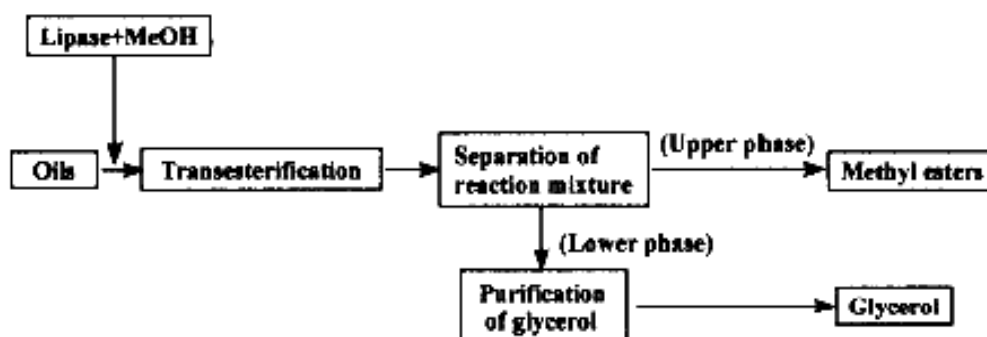 Lipase+MeOH
Oils
Transesterification
Separation of
reaction mixture
(Upper phase)
Methyl esters
(Lower phase)
Purification
of glycerol
Glycerol